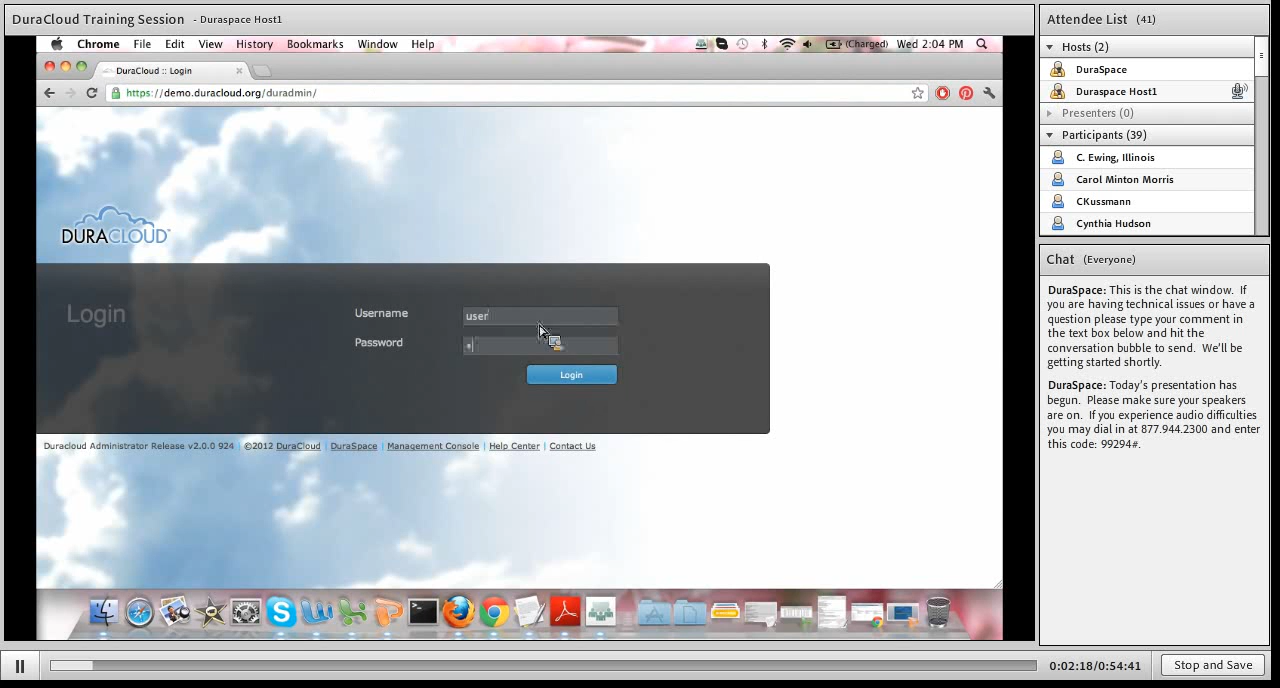 DuraCloud Training Session - Duraspace Host1
Chrome File Edit View History Bookmarks Window Help (Charged) Wed 2:04 PM
DuraCloud :: Login
https://demo.duracloud.org/duradmin/
DURACLOUD
Login
Username user
Password
Login
Duracloud Administrator Release v2.0.0 924 | ©2012 DuraCloud | DuraSpace | Management Console | Help Center | Contact Us
Attendee List (41)
Hosts (2)
DuraSpace
Duraspace Host1
Presenters (0)
Participants (39)
C. Ewing, Illinois
Carol Minton Morris
CKussmann
Cynthia Hudson
Chat (Everyone)
DuraSpace: This is the chat window. If
you are having technical issues or have a
question please type your comment in
the text box below and hit the
conversation bubble to send. We'll be
getting started shortly.
DuraSpace: Today's presentation has
begun. Please make sure your speakers
are on. If you experience audio difficulties
you may dial in at 877.944.2300 and enter
this code: 99294#.
0:02:18/0:54:41
Stop and Save